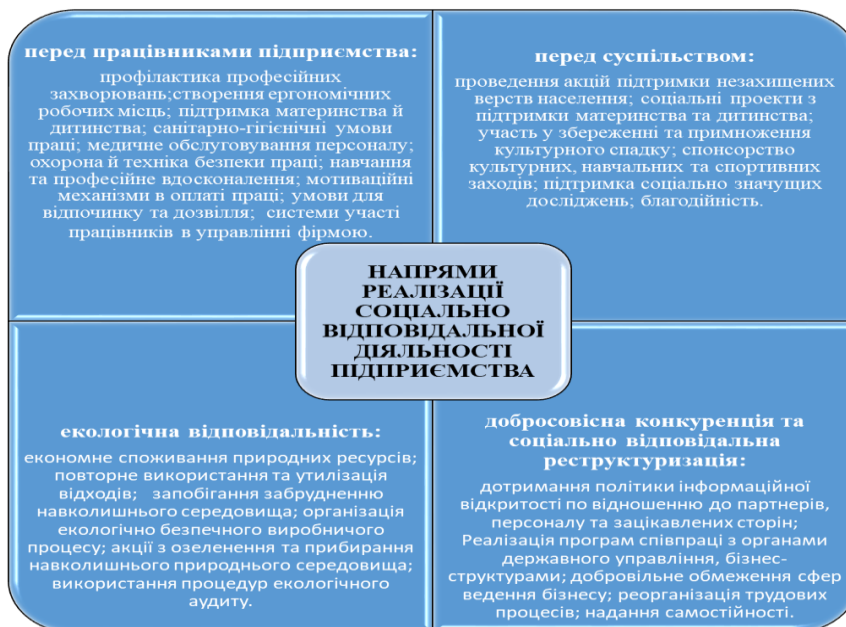 перед працівниками підприємства:
профілактика професійних
захворювань;створення ергономічних
робочих місць; підтримка материнства й
дитинства; санітарно-гігієнічні умови
праці; медичне обслуговування персоналу;
охорона й техніка безпеки праці; навчання
та професійне вдосконалення; мотиваційні
механізми в оплаті праці; умови для
відпочинку та дозвілля; системи участі
працівників в управлінні фірмою.
перед суспільством:
проведення акцій підтримки незахищених
верств населення; соціальні проекти з
підтримки материнства та дитинства;
участь у збереженні та примноження
культурного спадку; спонсорство
культурних, навчальних та спортивних
заходів; підтримка соціально значущих
досліджень; благодійність.
НАПРЯМИ
РЕАЛІЗАЦІЇ
СОЦІАЛЬНО
ВІДПОВІДАЛЬНОЇ
ДІЯЛЬНОСТІ
ПІДПРИЄМСТВА
екологічна відповідальність:
економне споживання природних ресурсів;
повторне використання та утилізація
відходів; запобігання забрудненню
навколишнього середовища; організація
екологічно безпечного виробничого
процесу; акції з озеленення та прибирання
навколишнього природнього середовища;
використання процедур екологічного
аудиту.
добросовісна конкуренція та
соціально відповідальна
реструктуризація:
дотримання політики інформаційної
відкритості по відношенню до партнерів,
персоналу та зацікавлених сторін;
Реалізація програм співпраці з органами
державного управління, бізнес-
структурами; добровільне обмеження сфер
ведення бізнесу; реорганізація трудових
процесів; надання самостійності.